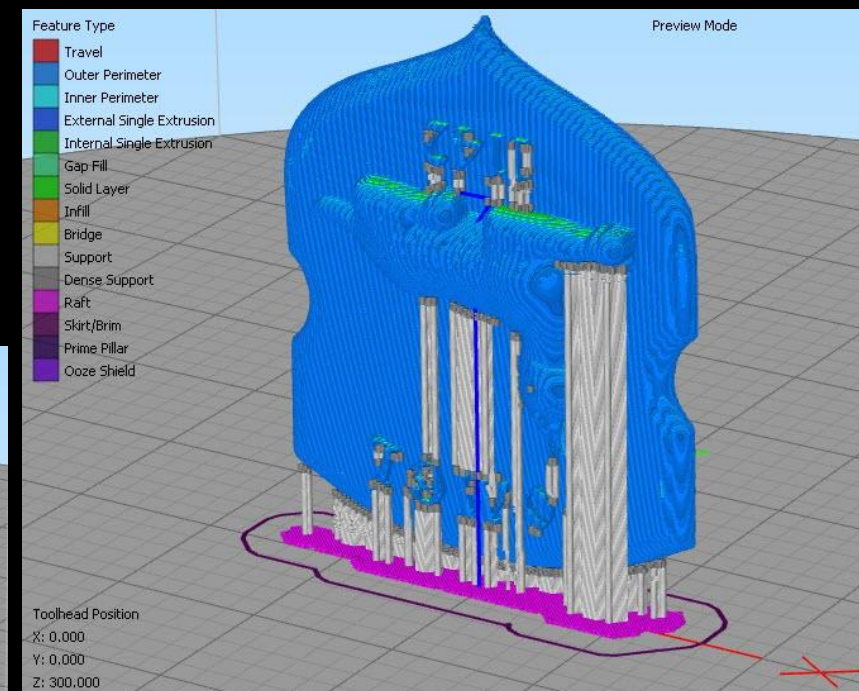 Feature Type
Preview Mode
Travel
Outer Perimeter
Inner Perimeter
External Single Extrusion
Internal Single Extrusion
Gap Fill
Solid Layer
Infill
Bridge
Support
Dense Support
Raft
Skirt/Brim
Prime Pillar
Ooze Shield
Toolhead Position
X: 0.000
Y: 0.000
Z: 300.000